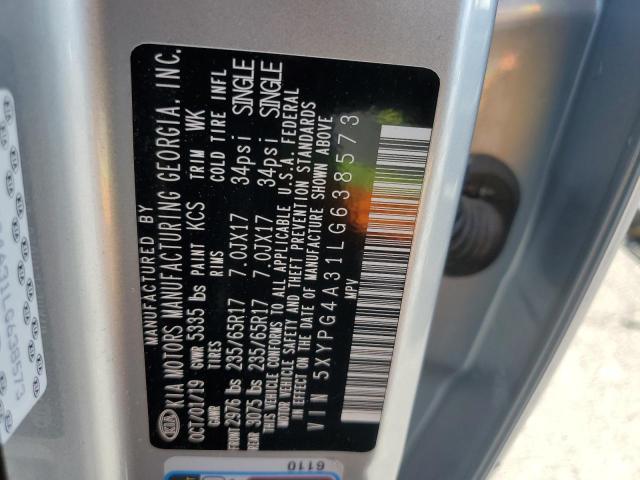 MANUFACTURED BY
KIA KIA MOTORS MANUFACTURING GEORGIA, INC.
OCT/01/19 GVWR 5385 lbs PAINT KCS TRIM WK
GAWR TIRES RIMS COLD TIRE INFL
FRONT 2976 lbs 235/65R17 7.0JX17 34psi SINGLE
REAR 3075 lbs 235/65R17 7.0JX17 34psi SINGLE
THIS VEHICLE CONFORMS TO ALL APPLICABLE U.S.A. FEDERAL
MOTOR VEHICLE SAFETY AND THEFT PREVENTION STANDARDS
IN EFFECT ON THE DATE OF MANUFACTURE SHOWN ABOVE
VIN 5XYPG4A31LG638573
MPV
6110
4A31LG638573